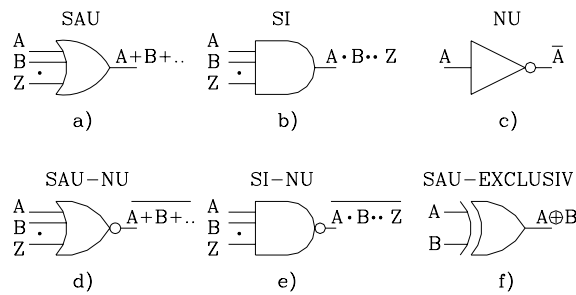 SAU
A
B
Z
A+B+..
a)
SI
A
B
Z
A·B·· Z
b)
NU
A
A̅
c)
SAU-NU
A
B
Z
A̅+̅B̅+̅.̅.̅
d)
SI-NU
A
B
Z
A̅·̅B̅·̅·̅ ̅Z̅
e)
SAU-EXCLUSIV
A
B
A⊕B
f)